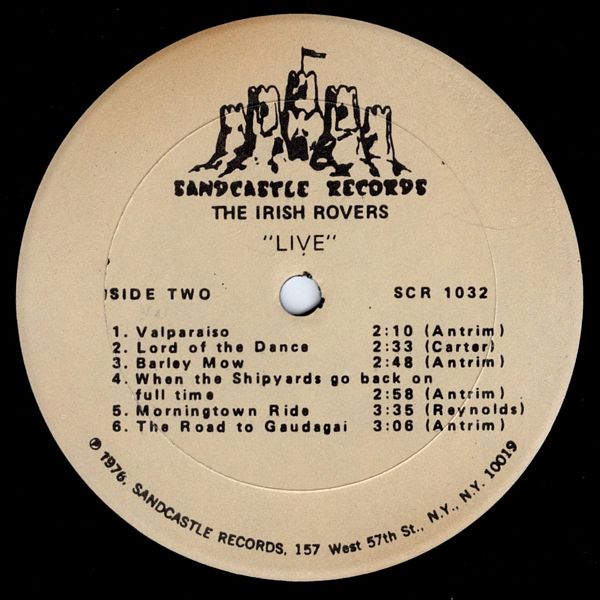 SANDCASTLE RECORDS
THE IRISH ROVERS
"LIVE"
SIDE TWO SCR 1032
1. Valparaiso 2:10 (Antrim)
2. Lord of the Dance 2:33 (Carter)
3. Barley Mow 2:48 (Antrim)
4. When the Shipyards go back on
full time 2:58 (Antrim)
5. Morningtown Ride 3:35 (Reynolds)
6. The Road to Gaudagai 3:06 (Antrim)
℗ 1976, SANDCASTLE RECORDS, 157 West 57th St., N.Y., N.Y. 10019